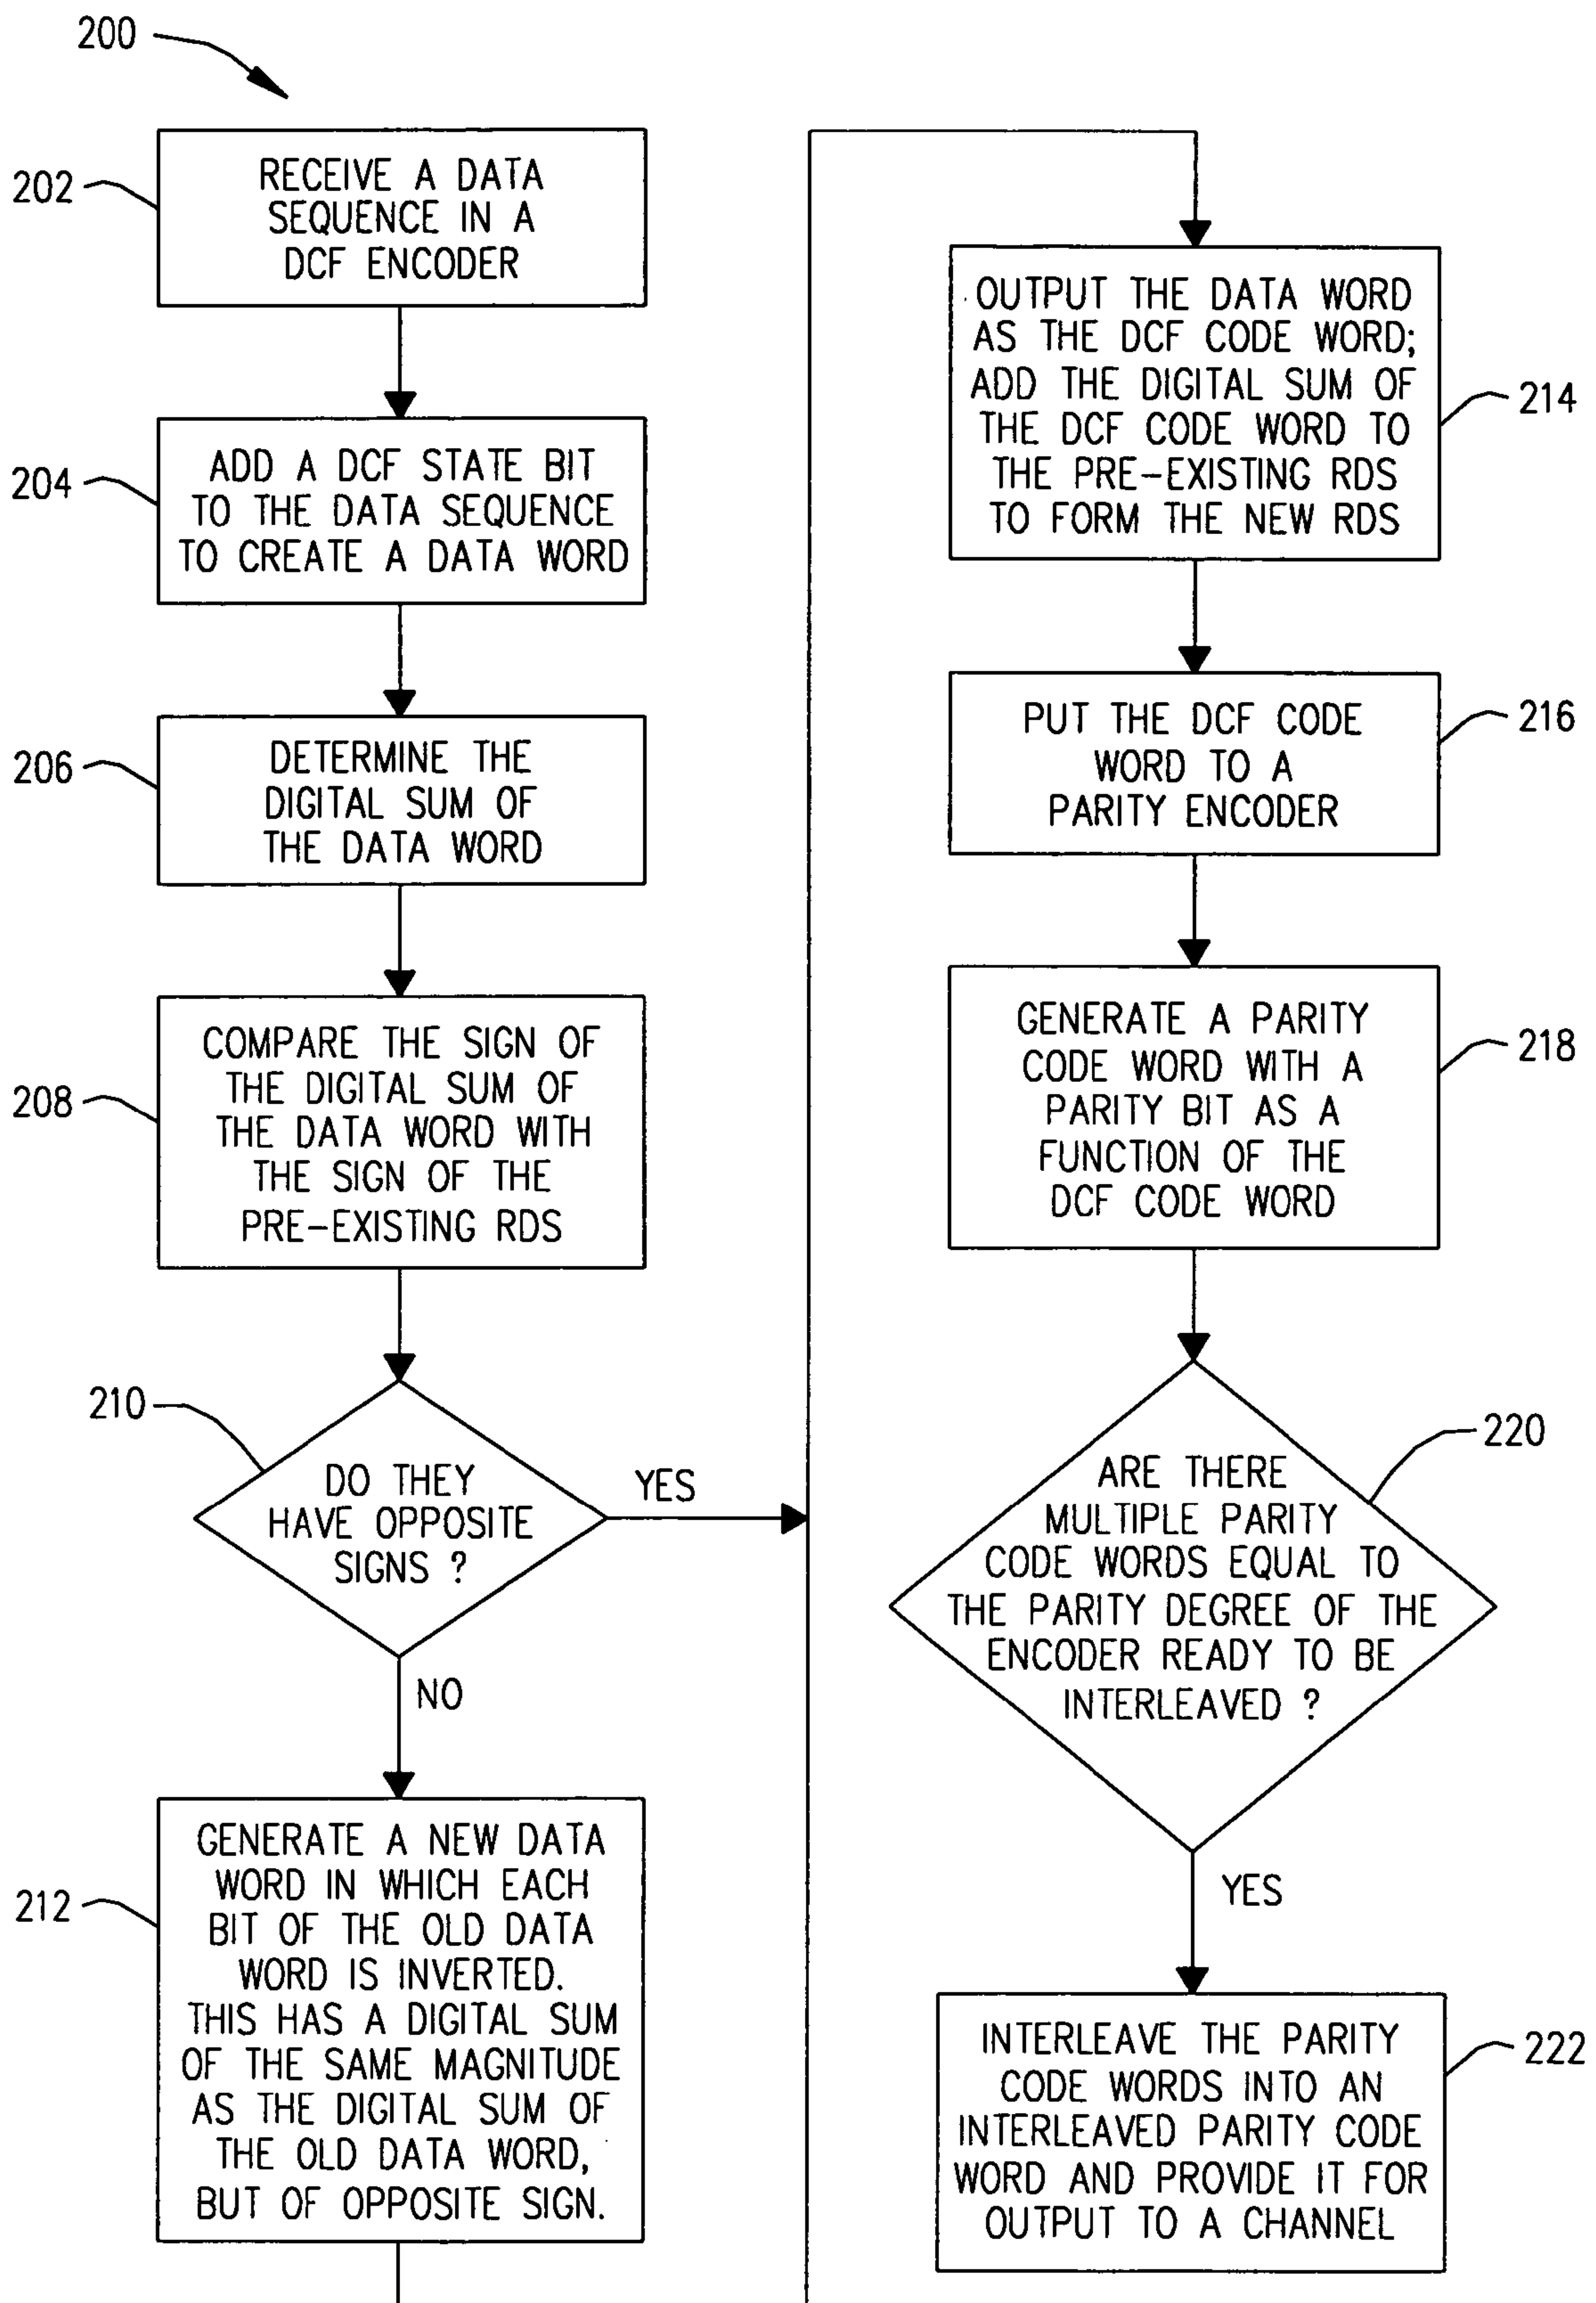 200
202
RECEIVE A DATA
SEQUENCE IN A
DCF ENCODER
204
ADD A DCF STATE BIT
TO THE DATA SEQUENCE
TO CREATE A DATA WORD
206
DETERMINE THE
DIGITAL SUM OF
THE DATA WORD
208
COMPARE THE SIGN OF
THE DIGITAL SUM OF
THE DATA WORD WITH
THE SIGN OF THE
PRE-EXISTING RDS
210
DO THEY
HAVE OPPOSITE
SIGNS ?
YES
NO
212
GENERATE A NEW DATA
WORD IN WHICH EACH
BIT OF THE OLD DATA
WORD IS INVERTED.
THIS HAS A DIGITAL SUM
OF THE SAME MAGNITUDE
AS THE DIGITAL SUM OF
THE OLD DATA WORD,
BUT OF OPPOSITE SIGN.
OUTPUT THE DATA WORD
AS THE DCF CODE WORD;
ADD THE DIGITAL SUM OF
THE DCF CODE WORD TO
THE PRE-EXISTING RDS
TO FORM THE NEW RDS
214
PUT THE DCF CODE
WORD TO A
PARITY ENCODER
216
GENERATE A PARITY
CODE WORD WITH A
PARITY BIT AS A
FUNCTION OF THE
DCF CODE WORD
218
ARE THERE
MULTIPLE PARITY
CODE WORDS EQUAL TO
THE PARITY DEGREE OF THE
ENCODER READY TO BE
INTERLEAVED ?
220
YES
INTERLEAVE THE PARITY
CODE WORDS INTO AN
INTERLEAVED PARITY CODE
WORD AND PROVIDE IT FOR
OUTPUT TO A CHANNEL
222